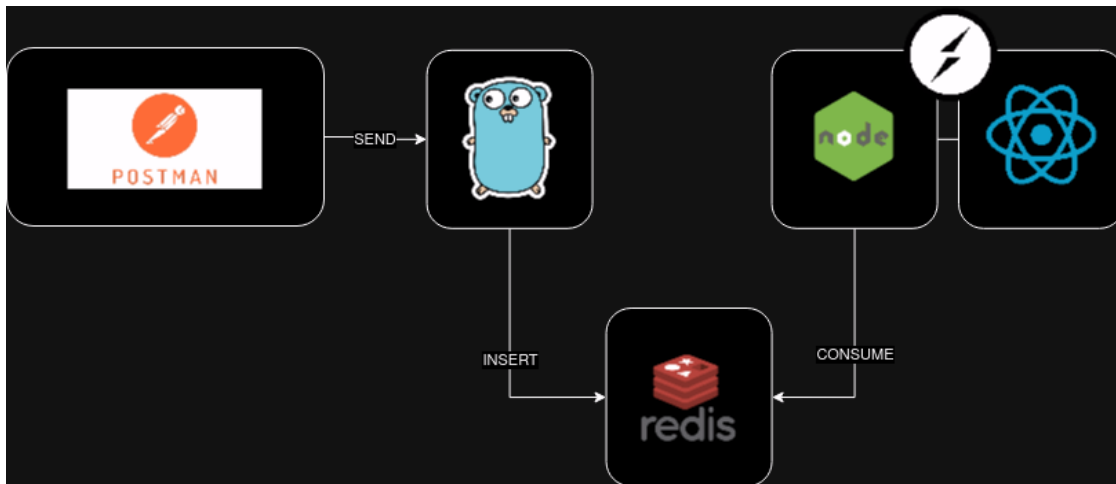 POSTMAN
SEND
node
INSERT
CONSUME
redis